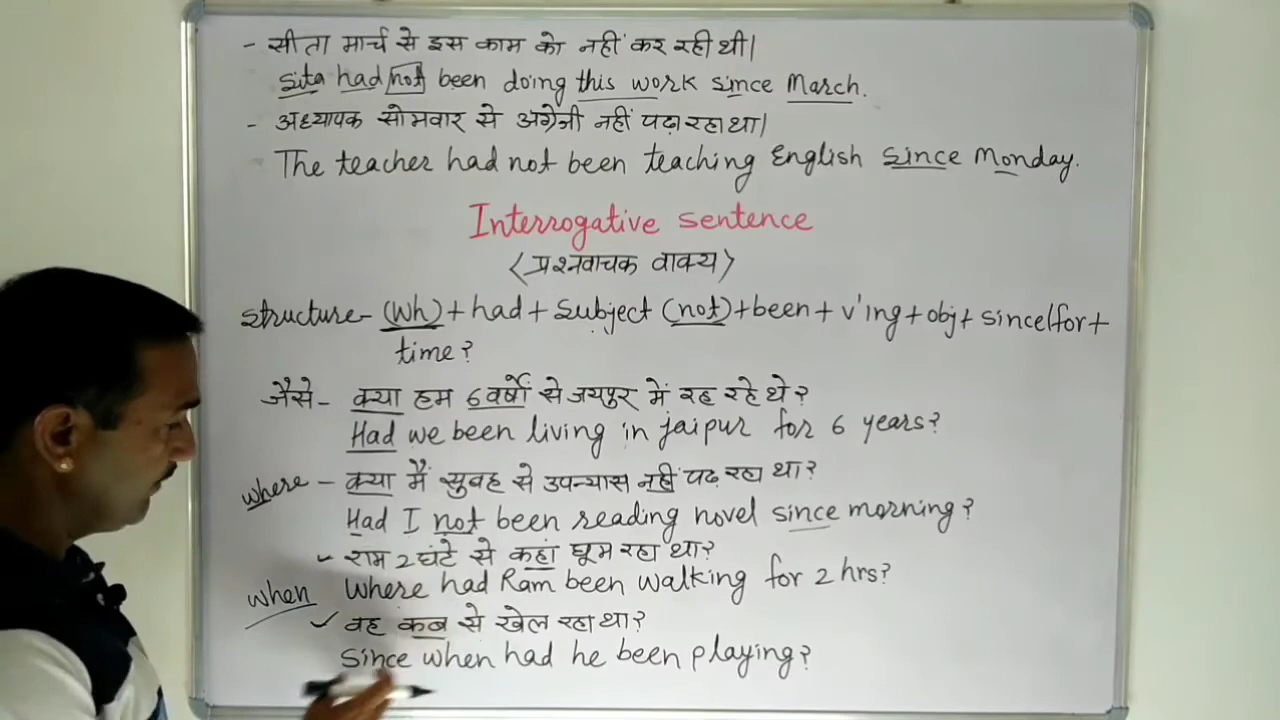 - सीता मार्च से इस काम को नहीं कर रही थी।
Sita had not been doing this work since March.
- अध्यापक सोमवार से अंग्रेजी नहीं पढ़ा रहा था।
The teacher had not been teaching English since Monday.
Interrogative sentence
<प्रश्नवाचक वाक्य>
Structure- (Wh) + had + Subject (not) + been + v'ing + obj + since/for +
time?
जैसे - क्या हम 6 वर्षों से जयपुर में रह रहे थे?
Had we been living in jaipur for 6 years?
where - क्या मैं सुबह से उपन्यास नहीं पढ़ रहा था?
Had I not been reading novel since morning?
- राम 2 घंटे से कहां घूम रहा था?
Where had Ram been walking for 2 hrs?
when ✓ वह कब से खेल रहा था?
Since when had he been playing?